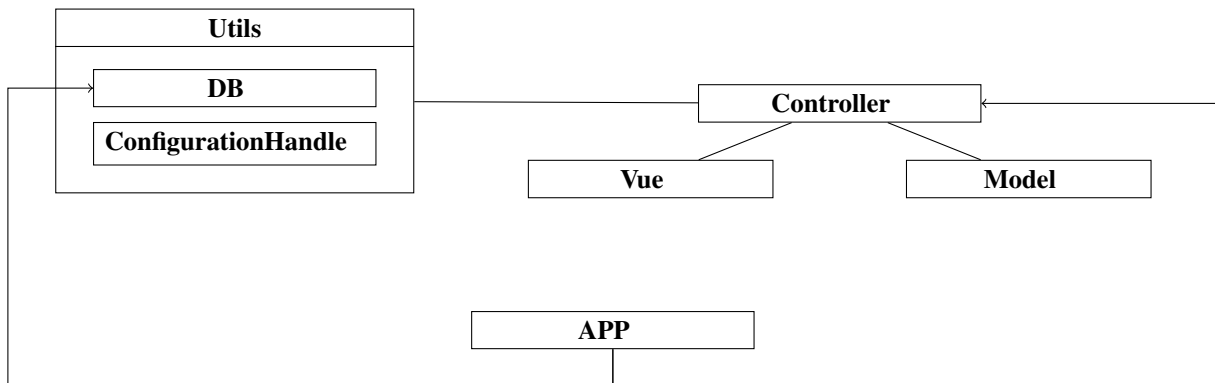 Utils
DB
ConfigurationHandle
Controller
Vue
Model
APP